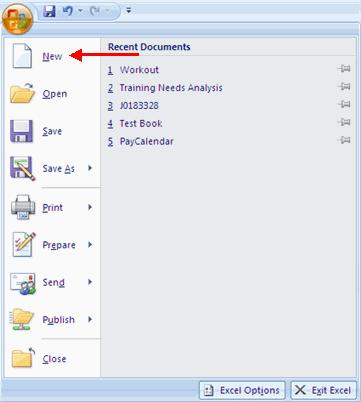 New
Open
Save
Save As
Print
Prepare
Send
Publish
Close
Recent Documents
1 Workout
2 Training Needs Analysis
3 J0183328
4 Test Book
5 PayCalendar
Excel Options
Exit Excel